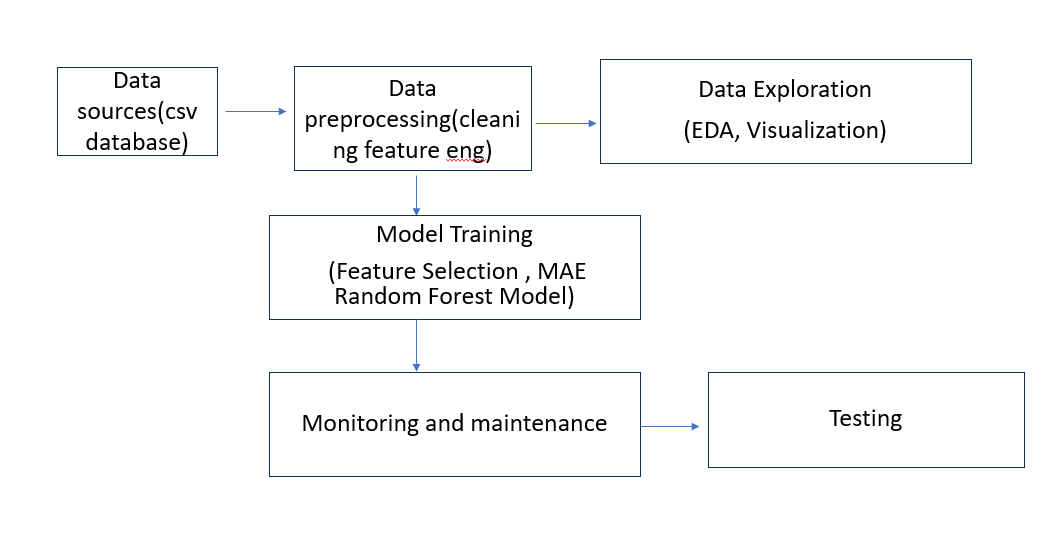 Data
sources(csv
database)
Data
preprocessing(cleani
ng feature eng)
Data Exploration
(EDA, Visualization)
Model Training
(Feature Selection , MAE
Random Forest Model)
Monitoring and maintenance
Testing